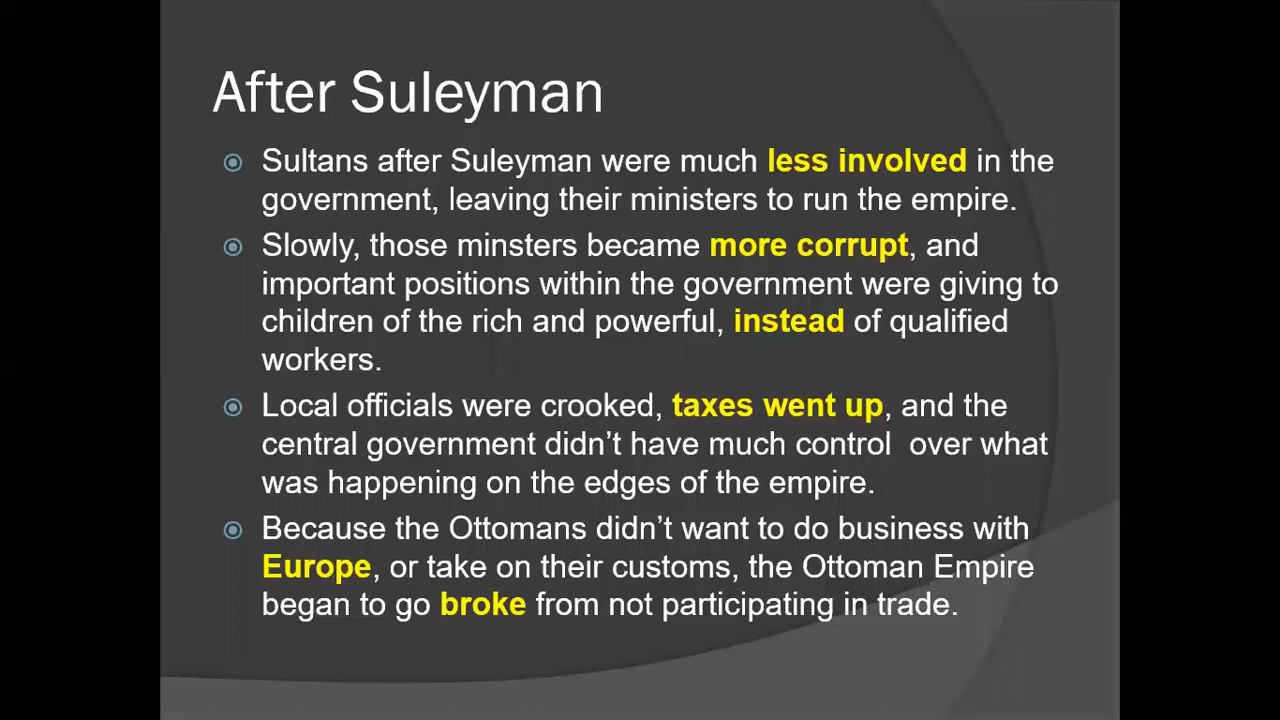 After Suleyman
Sultans after Suleyman were much less involved in the
government, leaving their ministers to run the empire.
Slowly, those minsters became more corrupt, and
important positions within the government were giving to
children of the rich and powerful, instead of qualified
workers.
Local officials were crooked, taxes went up, and the
central government didn’t have much control  over what
was happening on the edges of the empire.
Because the Ottomans didn’t want to do business with
Europe, or take on their customs, the Ottoman Empire
began to go broke from not participating in trade.